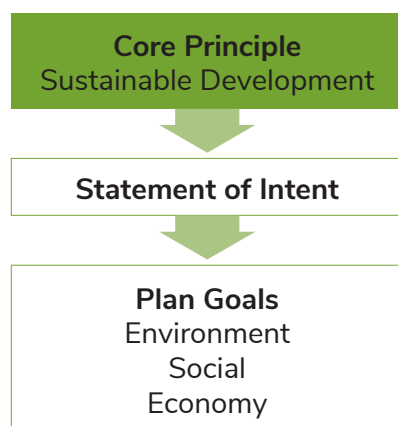 Core Principle
Sustainable Development
Statement of Intent
Plan Goals
Environment
Social
Economy